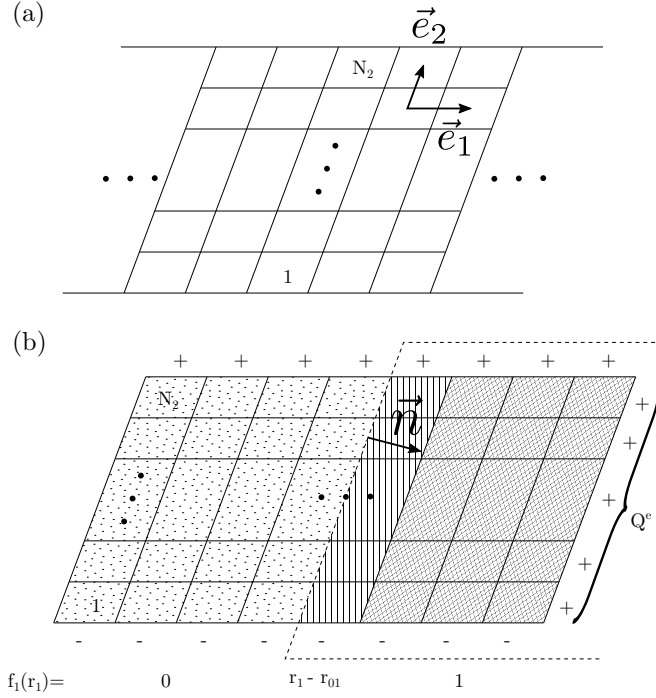 (a)
e⃗₂
N₂
e⃗₁
1
(b)
+ + + + + + + +
N₂
n⃗
+
+
+
Qᵉ
+
1
+
- - - - - - - -
f₁(r₁)= 0 r₁ - r₀₁ 1